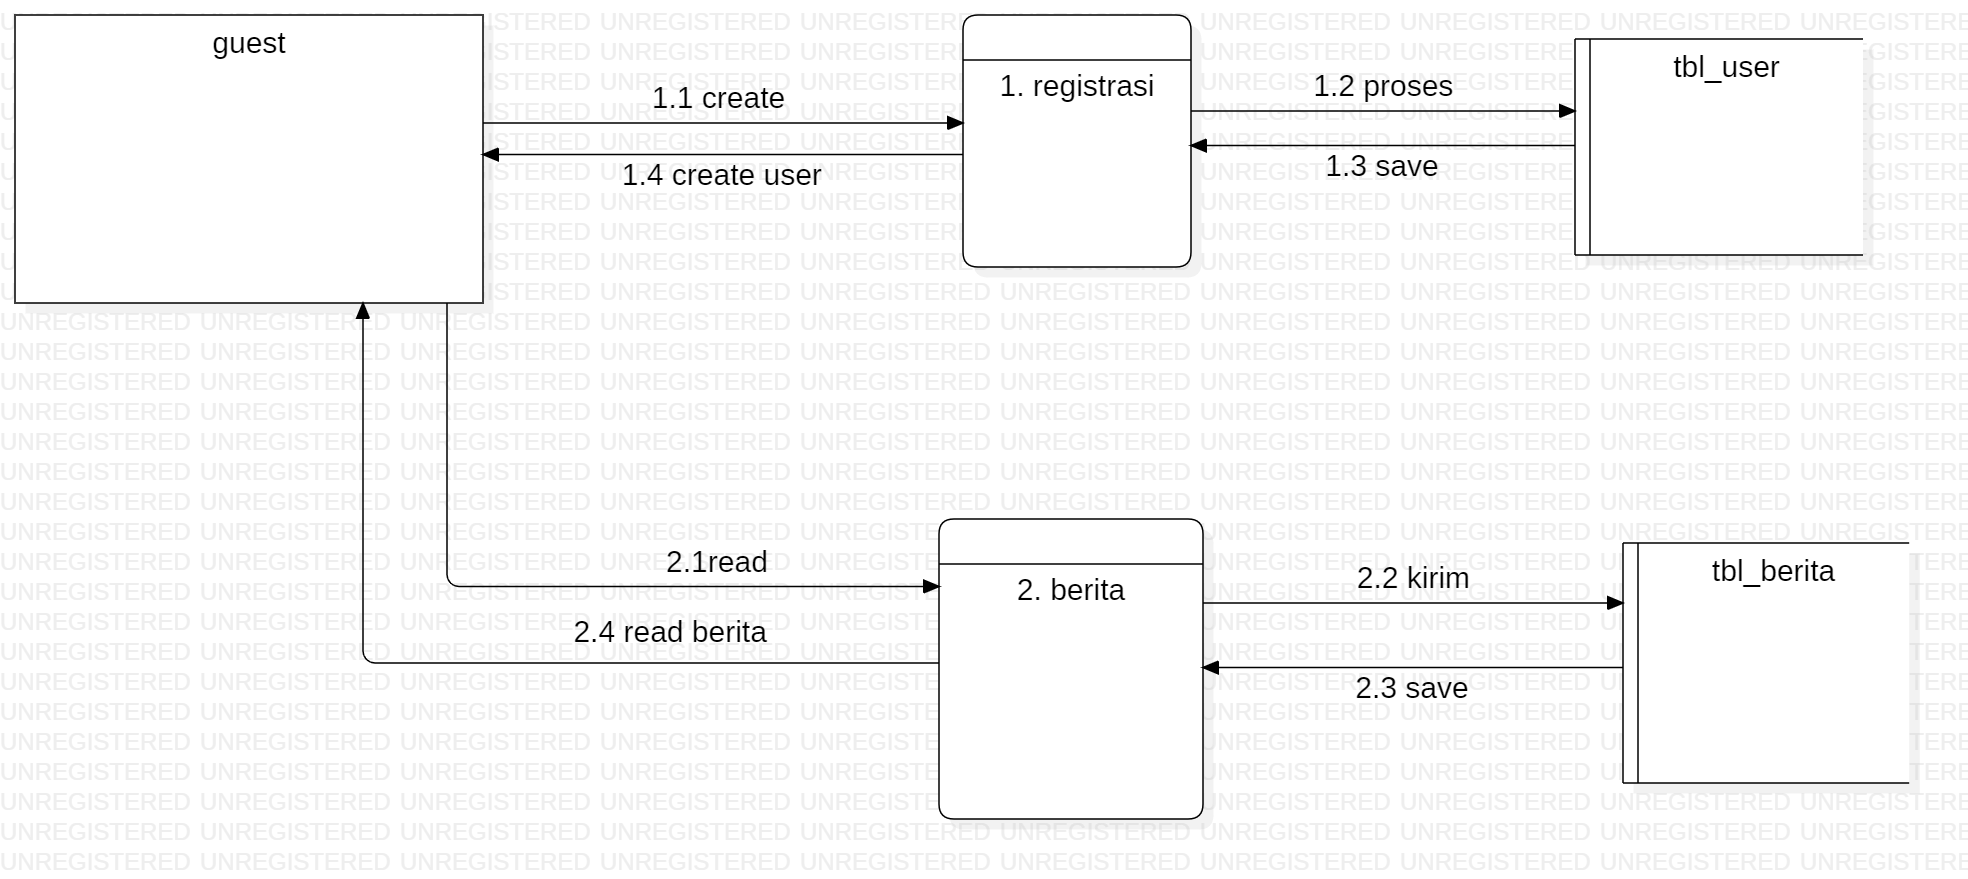 guest
1.1 create
1.4 create user
1. registrasi
1.2 proses
1.3 save
tbl_user
2.1read
2.4 read berita
2. berita
2.2 kirim
2.3 save
tbl_berita
UNREGISTERED